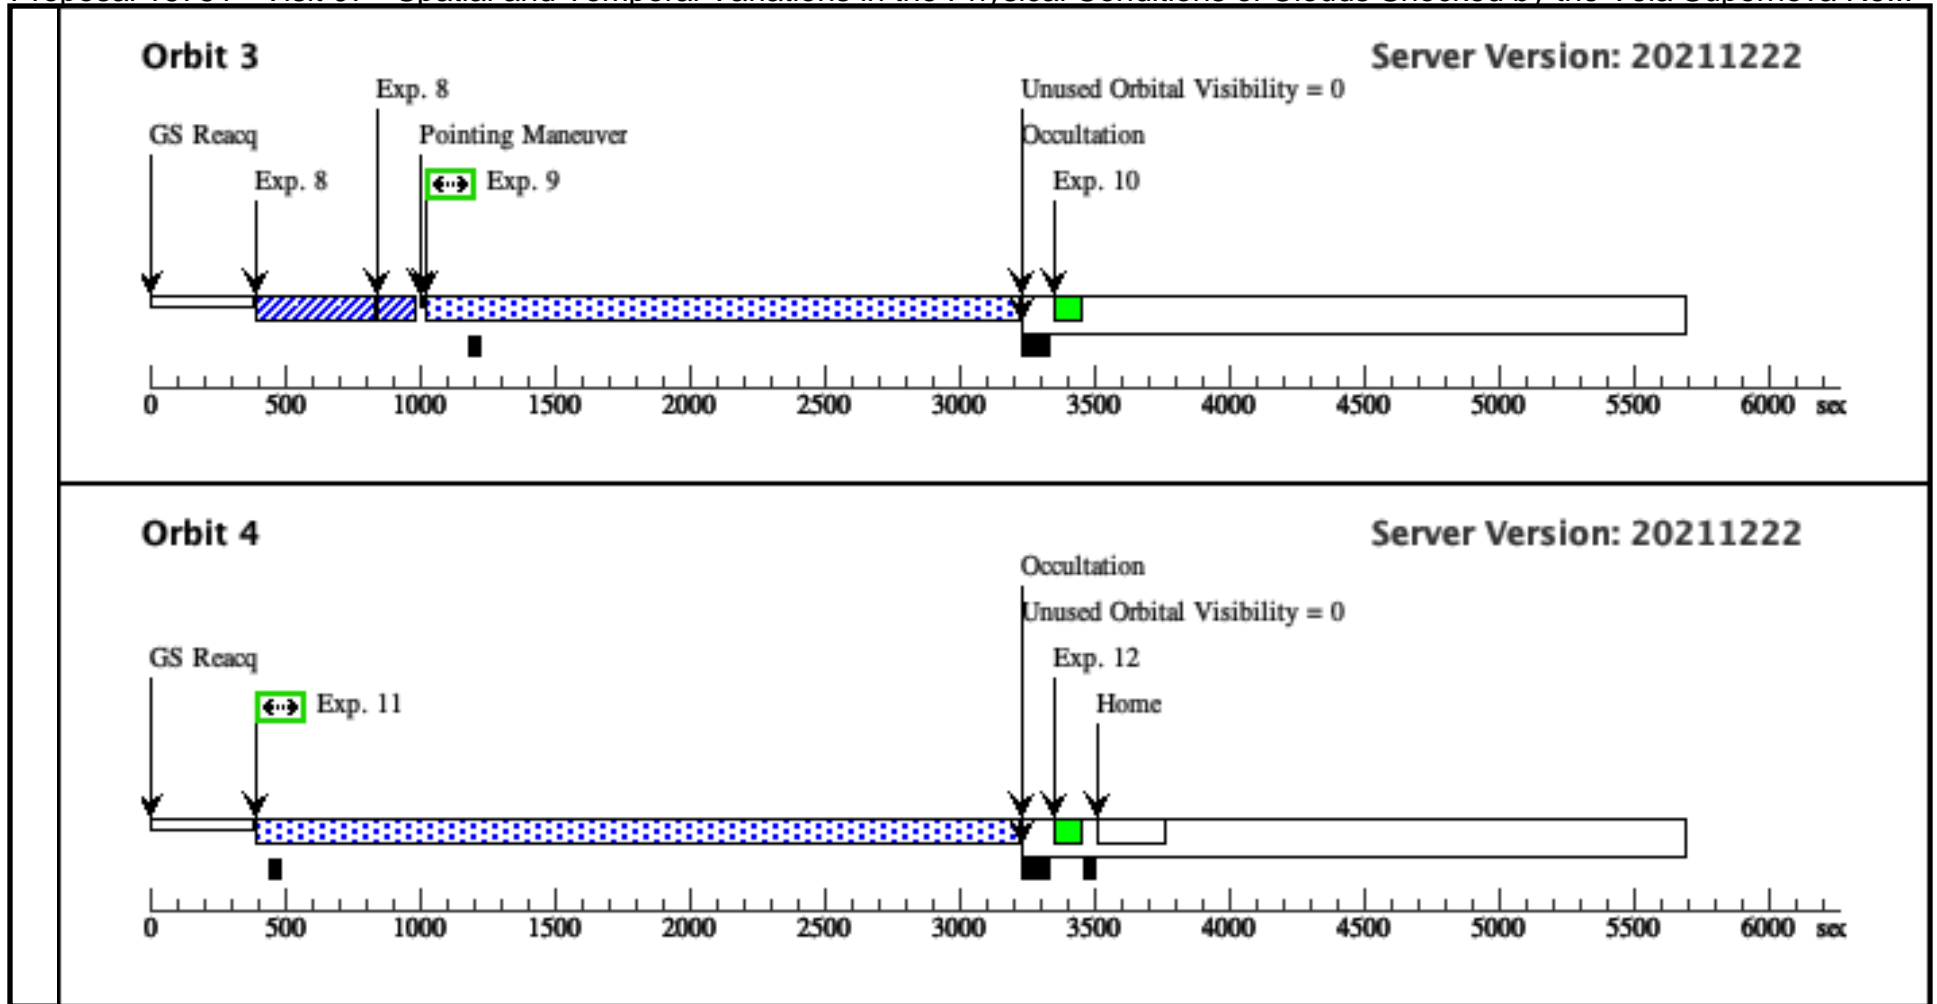 Orbit 3
Server Version: 20211222
Exp. 8
Unused Orbital Visibility = 0
GS Reacq
Pointing Maneuver
Occultation
Exp. 8
Exp. 9
Exp. 10
0 500 1000 1500 2000 2500 3000 3500 4000 4500 5000 5500 6000 sec
Orbit 4
Server Version: 20211222
Occultation
Unused Orbital Visibility = 0
GS Reacq
Exp. 12
Exp. 11
Home
0 500 1000 1500 2000 2500 3000 3500 4000 4500 5000 5500 6000 sec